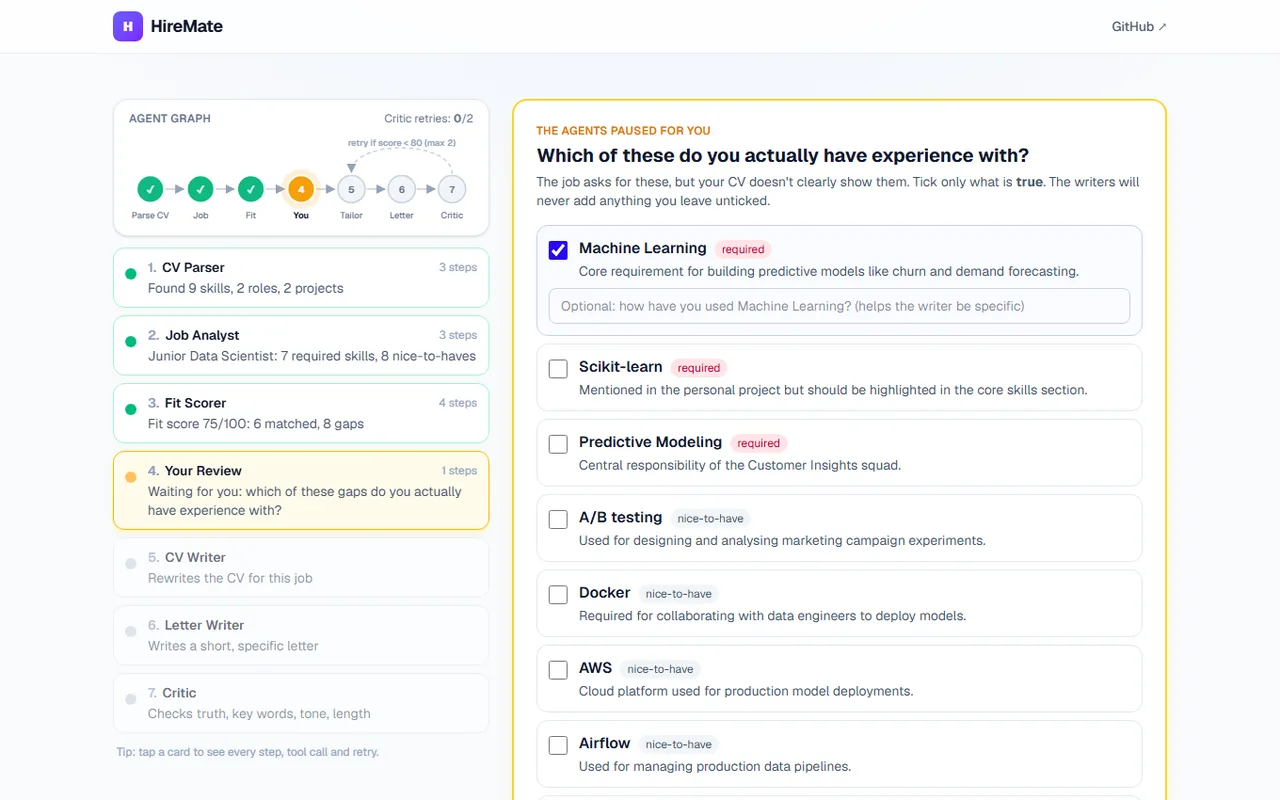 H HireMate
GitHub ↗
AGENT GRAPH
Critic retries: 0/2
retry if score < 80 (max 2)
✓ ✓ ✓ 4 5 6 7
Parse CV Job Fit You Tailor Letter Critic
1. CV Parser 3 steps
Found 9 skills, 2 roles, 2 projects
2. Job Analyst 3 steps
Junior Data Scientist: 7 required skills, 8 nice-to-haves
3. Fit Scorer 4 steps
Fit score 75/100: 6 matched, 8 gaps
4. Your Review 1 steps
Waiting for you: which of these gaps do you actually
have experience with?
5. CV Writer
Rewrites the CV for this job
6. Letter Writer
Writes a short, specific letter
7. Critic
Checks truth, key words, tone, length
Tip: tap a card to see every step, tool call and retry.
THE AGENTS PAUSED FOR YOU
Which of these do you actually have experience with?
The job asks for these, but your CV doesn't clearly show them. Tick only what is true. The writers will
never add anything you leave unticked.
Machine Learning required
Core requirement for building predictive models like churn and demand forecasting.
Optional: how have you used Machine Learning? (helps the writer be specific)
Scikit-learn required
Mentioned in the personal project but should be highlighted in the core skills section.
Predictive Modeling required
Central responsibility of the Customer Insights squad.
A/B testing nice-to-have
Used for designing and analysing marketing campaign experiments.
Docker nice-to-have
Required for collaborating with data engineers to deploy models.
AWS nice-to-have
Cloud platform used for production model deployments.
Airflow nice-to-have
Used for managing production data pipelines.